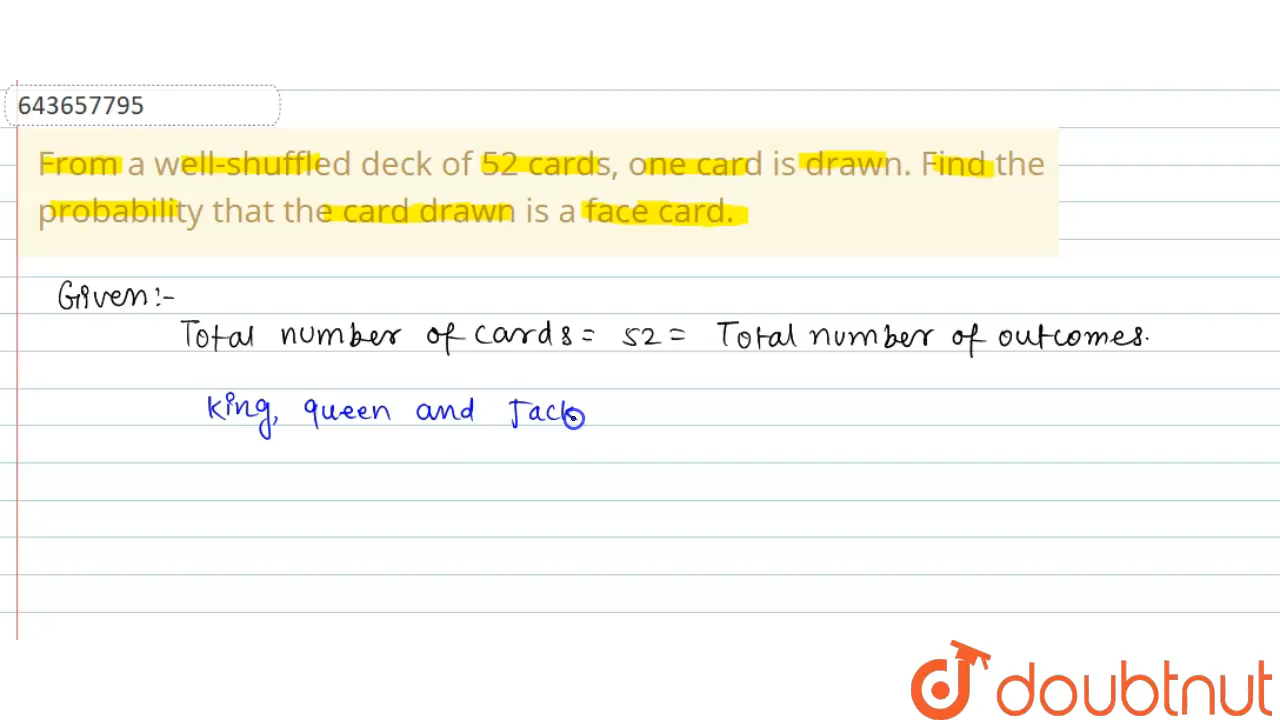 643657795
From a well-shuffled deck of 52 cards, one card is drawn. Find the
probability that the card drawn is a face card.
Given:-
Total number of cards = 52 = Total number of outcomes.
King, queen and Jack
doubtnut